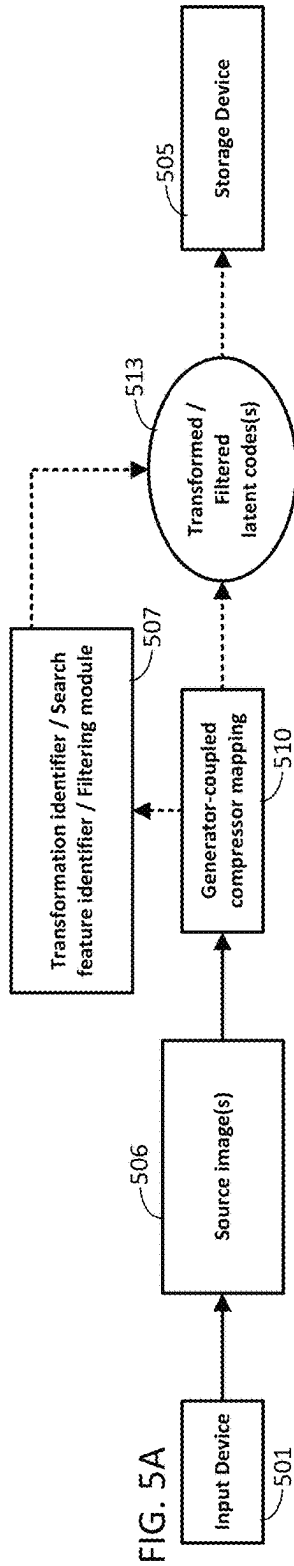 FIG. 5A
Input Device
501
Source image(s)
506
Generator-coupled
compressor mapping
510
Transformation identifier / Search
feature identifier / Filtering module
507
Transformed /
Filtered
latent codes(s)
513
Storage Device
505